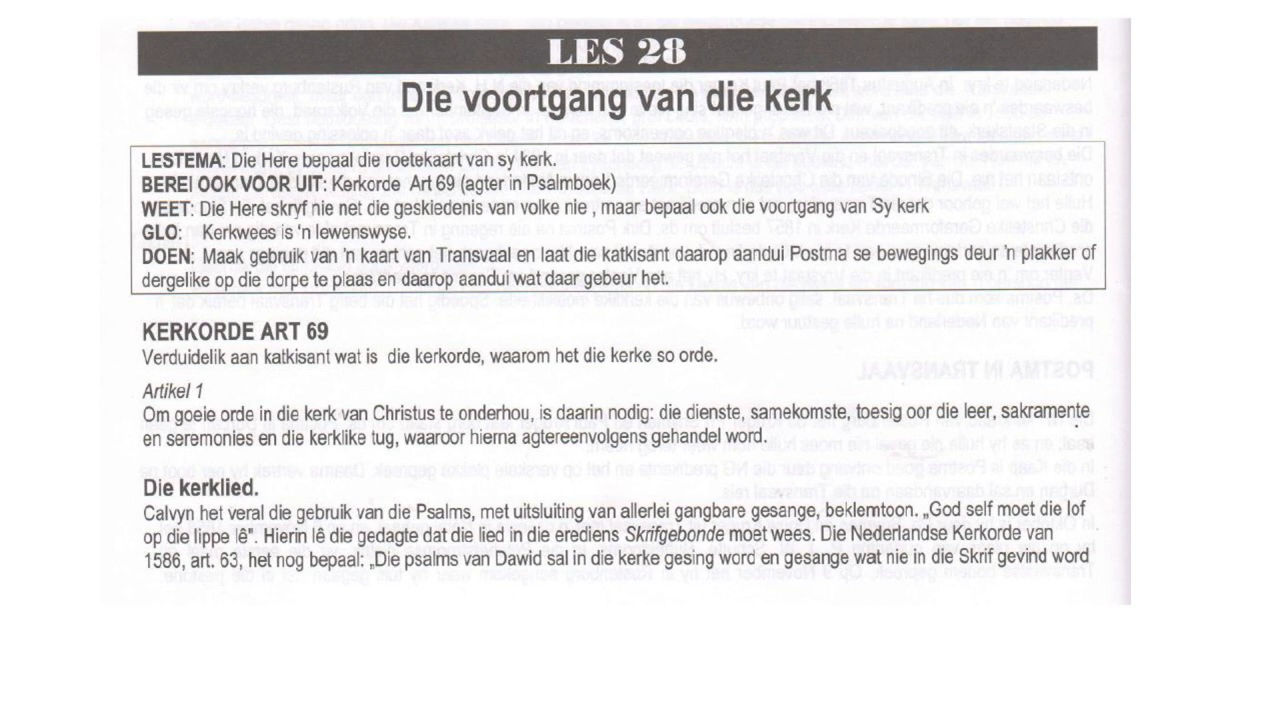 LES 28
Die voortgang van die kerk
LESTEMA: Die Here bepaal die roetekaart van sy kerk.
BEREI OOK VOOR UIT: Kerkorde Art 69 (agter in Psalmboek)
WEET: Die Here skryf nie net die geskiedenis van volke nie , maar bepaal ook die voortgang van Sy kerk
GLO: Kerkwees is 'n lewenswyse.
DOEN: Maak gebruik van 'n kaart van Transvaal en laat die katkisant daarop aandui Postma se bewegings deur 'n plakker of
dergelike op die dorpe te plaas en daarop aandui wat daar gebeur het.
KERKORDE ART 69
Verduidelik aan katkisant wat is die kerkorde, waarom het die kerke so orde.
Artikel 1
Om goeie orde in die kerk van Christus te onderhou, is daarin nodig: die dienste, samekomste, toesig oor die leer, sakramente
en seremonies en die kerklike tug, waaroor hierna agtereenvolgens gehandel word.
Die kerklied.
Calvyn het veral die gebruik van die Psalms, met uitsluiting van allerlei gangbare gesange, beklemtoon. „God self moet die lof
op die lippe lê". Hierin lê die gedagte dat die lied in die erediens Skrifgebonde moet wees. Die Nederlandse Kerkorde van
1586, art. 63, het nog bepaal: „Die psalms van Dawid sal in die kerke gesing word en gesange wat nie in die Skrif gevind word